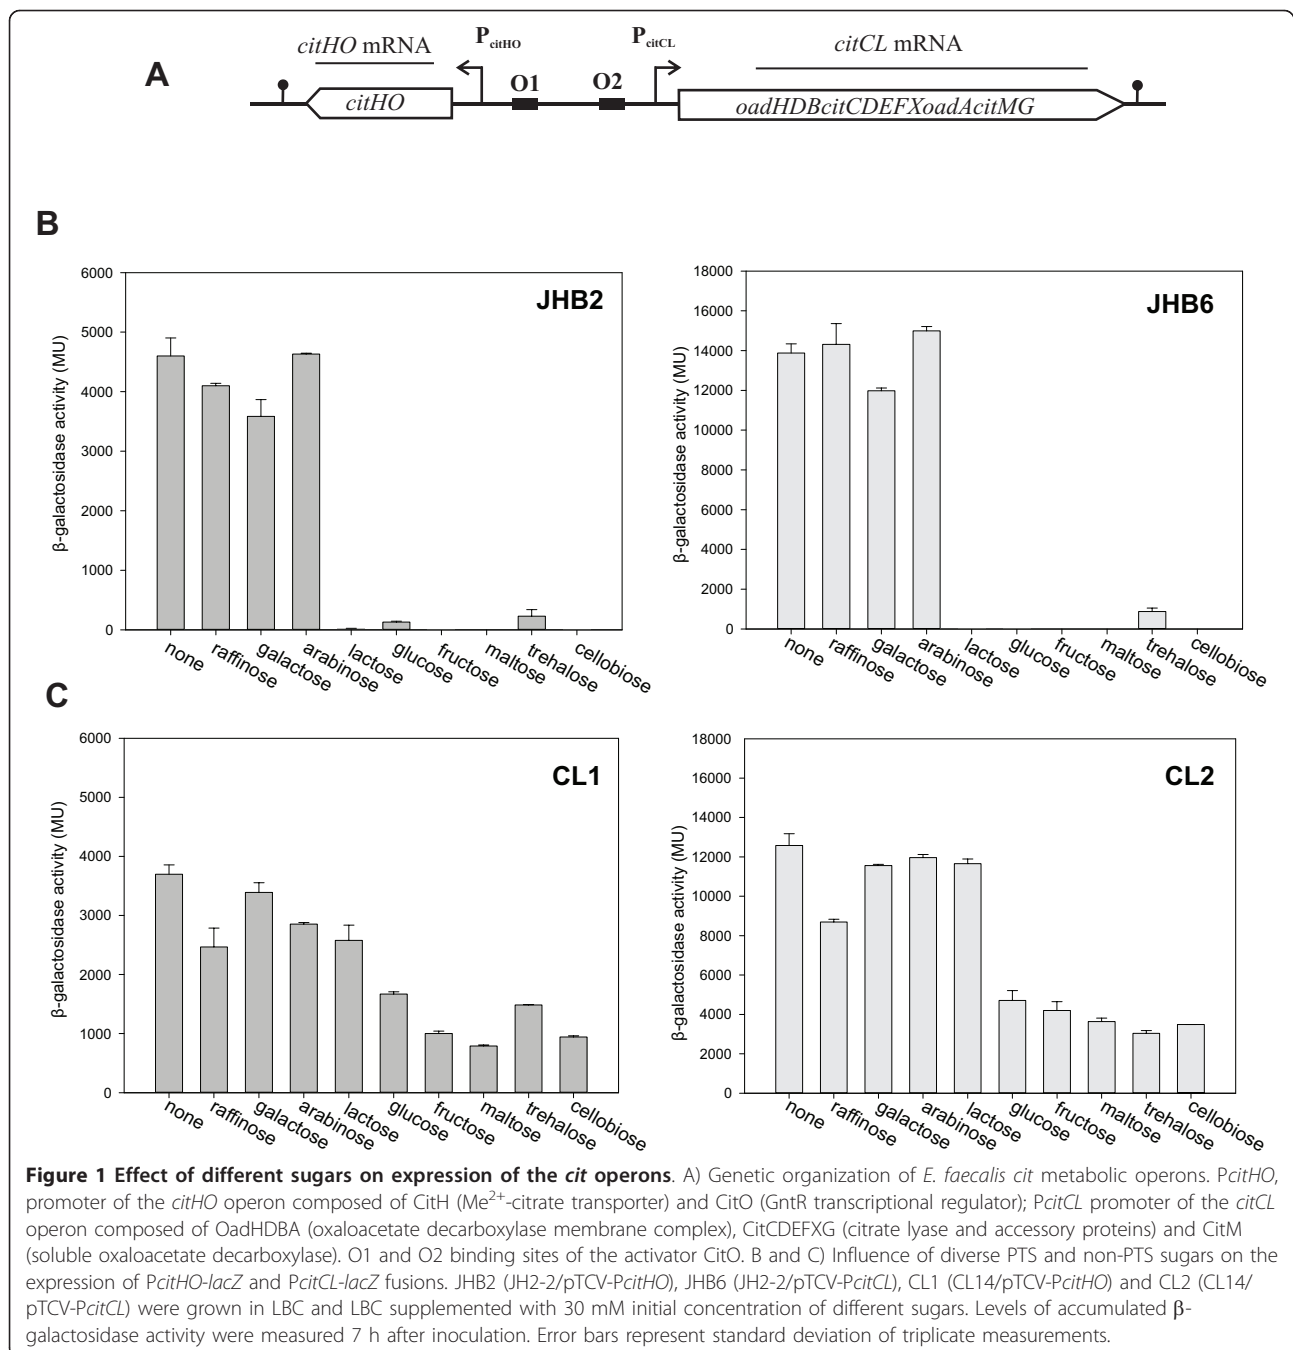 A
citHO mRNA
PcitHO
PcitCL
citCL mRNA
O1
O2
citHO
oadHDBcitCDEFXoadAcitMG
B
JHB2
β-galactosidase activity (MU)
6000
5000
4000
3000
2000
1000
0
none
raffinose
galactose
arabinose
lactose
glucose
fructose
maltose
trehalose
cellobiose
JHB6
β-galactosidase activity (MU)
18000
16000
14000
12000
10000
8000
6000
4000
2000
0
none
raffinose
galactose
arabinose
lactose
glucose
fructose
maltose
trehalose
cellobiose
C
CL1
β-galactosidase activity (MU)
6000
5000
4000
3000
2000
1000
0
none
raffinose
galactose
arabinose
lactose
glucose
fructose
maltose
trehalose
cellobiose
CL2
β-galactosidase activity (MU)
18000
16000
14000
12000
10000
8000
6000
4000
2000
0
none
raffinose
galactose
arabinose
lactose
glucose
fructose
maltose
trehalose
cellobiose
Figure 1 Effect of different sugars on expression of the cit operons. A) Genetic organization of E. faecalis cit metabolic operons. PcitHO,
promoter of the citHO operon composed of CitH (Me²⁺-citrate transporter) and CitO (GntR transcriptional regulator); PcitCL promoter of the citCL
operon composed of OadHDBA (oxaloacetate decarboxylase membrane complex), CitCDEFXG (citrate lyase and accessory proteins) and CitM
(soluble oxaloacetate decarboxylase). O1 and O2 binding sites of the activator CitO. B and C) Influence of diverse PTS and non-PTS sugars on the
expression of PcitHO-lacZ and PcitCL-lacZ fusions. JHB2 (JH2-2/pTCV-PcitHO), JHB6 (JH2-2/pTCV-PcitCL), CL1 (CL14/pTCV-PcitHO) and CL2 (CL14/
pTCV-PcitCL) were grown in LBC and LBC supplemented with 30 mM initial concentration of different sugars. Levels of accumulated β-
galactosidase activity were measured 7 h after inoculation. Error bars represent standard deviation of triplicate measurements.